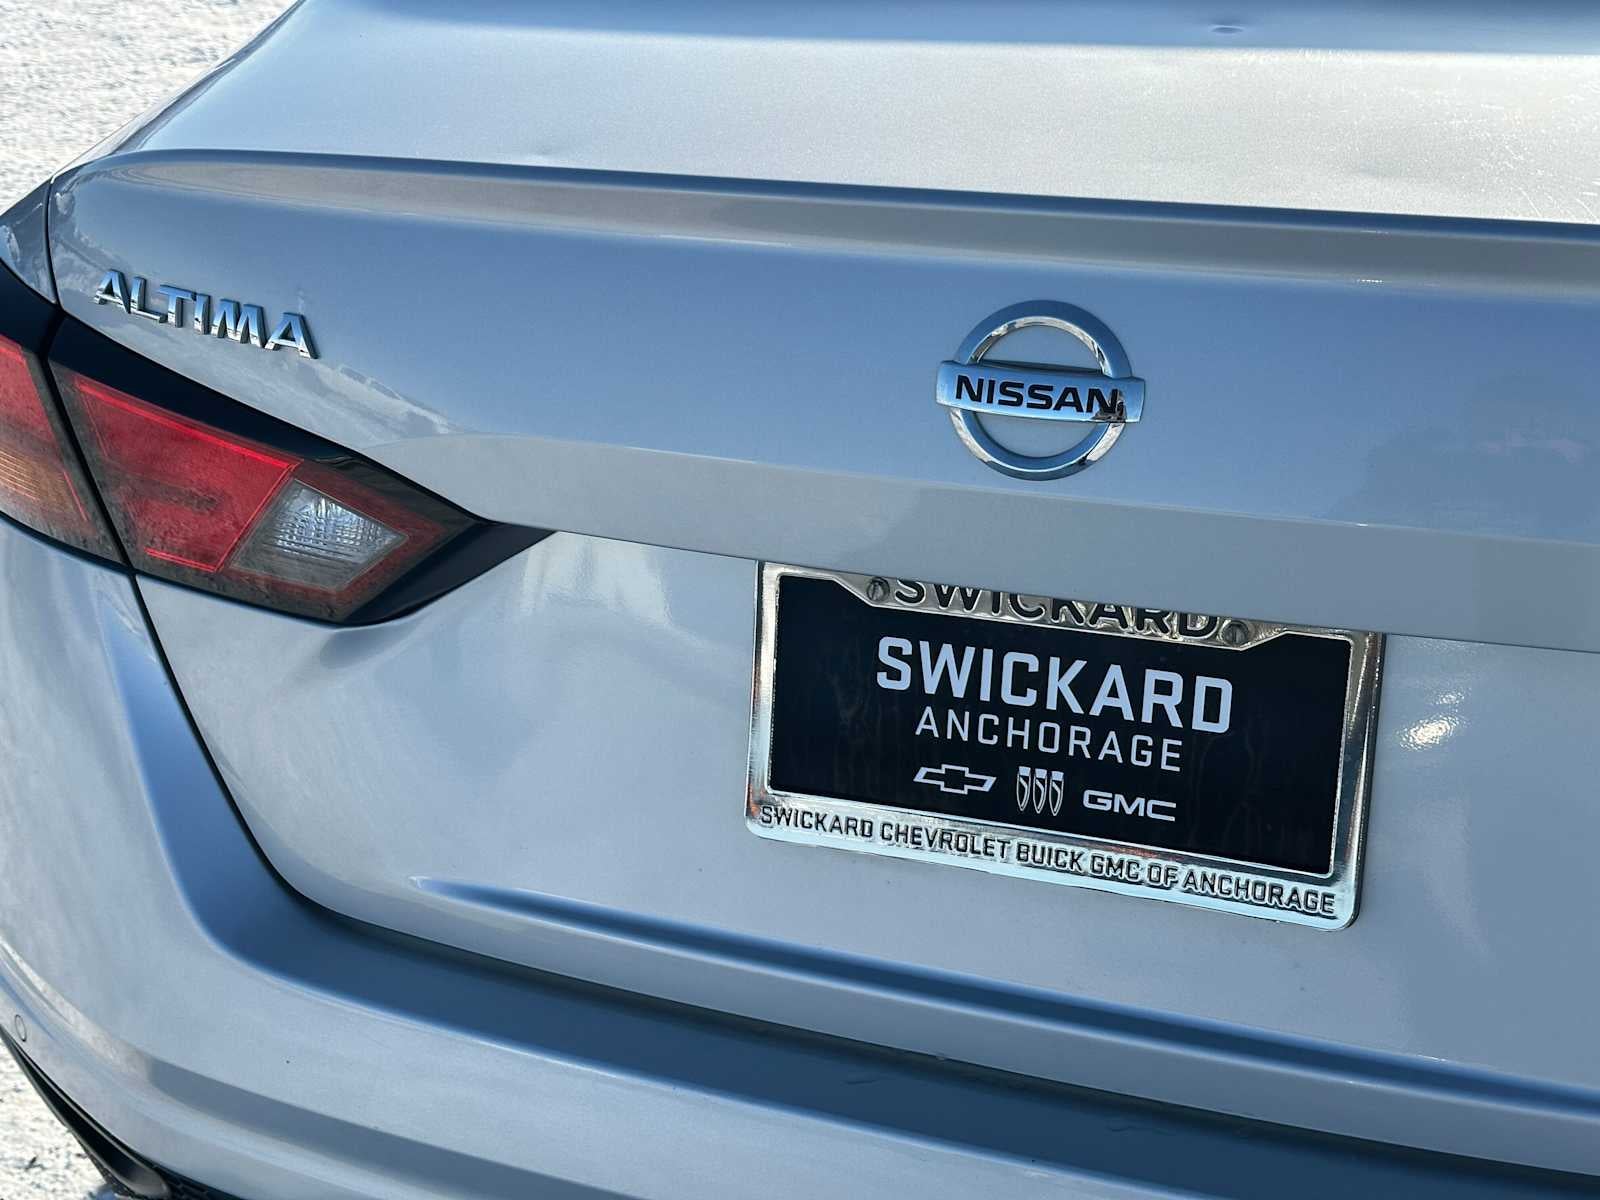 ALTIMA
NISSAN
SWICKARD
SWICKARD
ANCHORAGE
GMC
SWICKARD CHEVROLET BUICK GMC OF ANCHORAGE